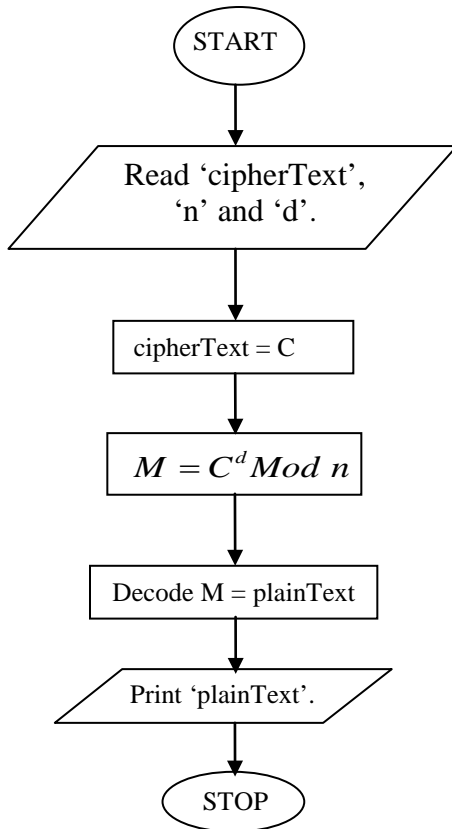 START
Read ‘cipherText’,
‘n’ and ‘d’.
cipherText = C
M = C^d Mod n
Decode M = plainText
Print ‘plainText’.
STOP